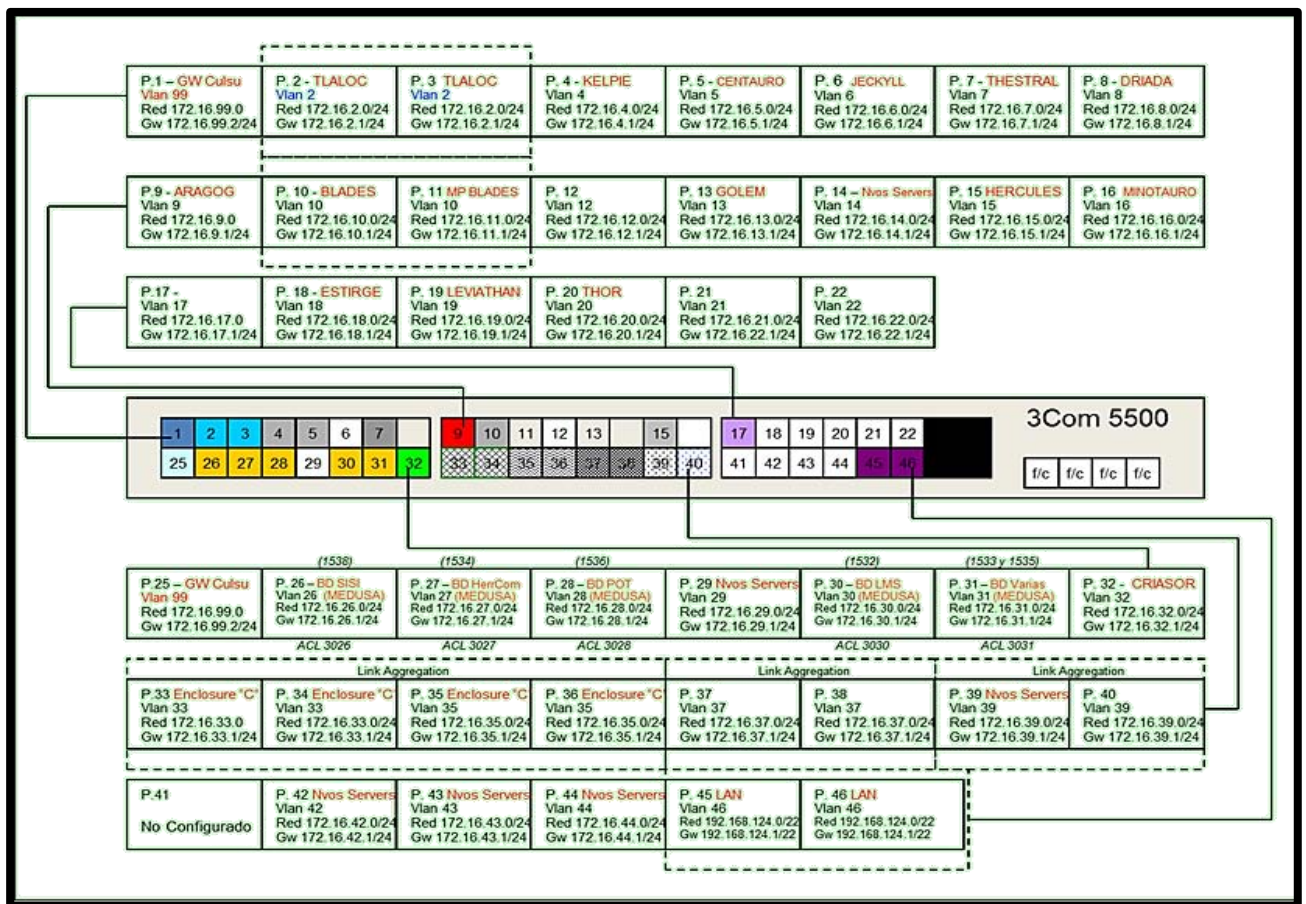 P.1 – GW Culsu
Vlan 99
Red 172.16.99.0
Gw 172.16.99.2/24
P. 2 - TLALOC
Vlan 2
Red 172.16.2.0/24
Gw 172.16.2.1/24
P. 3 TLALOC
Vlan 2
Red 172.16.2.0/24
Gw 172.16.2.1/24
P. 4 - KELPIE
Vlan 4
Red 172.16.4.0/24
Gw 172.16.4.1/24
P. 5 - CENTAURO
Vlan 5
Red 172.16.5.0/24
Gw 172.16.5.1/24
P. 6 JECKYLL
Vlan 6
Red 172.16.6.0/24
Gw 172.16.6.1/24
P. 7 - THESTRAL
Vlan 7
Red 172.16.7.0/24
Gw 172.16.7.1/24
P. 8 - DRIADA
Vlan 8
Red 172.16.8.0/24
Gw 172.16.8.1/24
P.9 - ARAGOG
Vlan 9
Red 172.16.9.0
Gw 172.16.9.1/24
P. 10 - BLADES
Vlan 10
Red 172.16.10.0/24
Gw 172.16.10.1/24
P. 11 MP BLADES
Vlan 10
Red 172.16.11.0/24
Gw 172.16.11.1/24
P. 12
Vlan 12
Red 172.16.12.0/24
Gw 172.16.12.1/24
P. 13 GOLEM
Vlan 13
Red 172.16.13.0/24
Gw 172.16.13.1/24
P. 14 – Nvos Servers
Vlan 14
Red 172.16.14.0/24
Gw 172.16.14.1/24
P. 15 HERCULES
Vlan 15
Red 172.16.15.0/24
Gw 172.16.15.1/24
P. 16 MINOTAURO
Vlan 16
Red 172.16.16.0/24
Gw 172.16.16.1/24
P.17 -
Vlan 17
Red 172.16.17.0
Gw 172.16.17.1/24
P. 18 - ESTIRGE
Vlan 18
Red 172.16.18.0/24
Gw 172.16.18.1/24
P. 19 LEVIATHAN
Vlan 19
Red 172.16.19.0/24
Gw 172.16.19.1/24
P. 20 THOR
Vlan 20
Red 172.16.20.0/24
Gw 172.16.20.1/24
P. 21
Vlan 21
Red 172.16.21.0/24
Gw 172.16.22.1/24
P. 22
Vlan 22
Red 172.16.22.0/24
Gw 172.16.22.1/24
3Com 5500
1 2 3 4 5 6 7 9 10 11 12 13 15 17 18 19 20 21 22
25 26 27 28 29 30 31 32 33 34 35 36 37 38 39 40 41 42 43 44 45 46
f/c f/c f/c f/c
(1538) (1534) (1536) (1532) (1533 y 1535)
P.25 – GW Culsu
Vlan 99
Red 172.16.99.0
Gw 172.16.99.2/24
P. 26 – BD SISI
Vlan 26 (MEDUSA)
Red 172.16.26.0/24
Gw 172.16.26.1/24
P. 27 – BD HerrCom
Vlan 27 (MEDUSA)
Red 172.16.27.0/24
Gw 172.16.27.1/24
P. 28 – BD POT
Vlan 28 (MEDUSA)
Red 172.16.28.0/24
Gw 172.16.28.1/24
P. 29 Nvos Servers
Vlan 29
Red 172.16.29.0/24
Gw 172.16.29.1/24
P. 30 – BD LMS
Vlan 30 (MEDUSA)
Red 172.16.30.0/24
Gw 172.16.30.1/24
P. 31 – BD Varias
Vlan 31 (MEDUSA)
Red 172.16.31.0/24
Gw 172.16.31.1/24
P. 32 - CRIASOR
Vlan 32
Red 172.16.32.0/24
Gw 172.16.32.1/24
ACL 3026 ACL 3027 ACL 3028 ACL 3030 ACL 3031
Link Aggregation Link Aggregation Link Aggregation
P.33 Enclosure "C"
Vlan 33
Red 172.16.33.0
Gw 172.16.33.1/24
P. 34 Enclosure "C"
Vlan 33
Red 172.16.33.0/24
Gw 172.16.33.1/24
P. 35 Enclosure "C"
Vlan 35
Red 172.16.35.0/24
Gw 172.16.35.1/24
P. 36 Enclosure "C"
Vlan 35
Red 172.16.35.0/24
Gw 172.16.35.1/24
P. 37
Vlan 37
Red 172.16.37.0/24
Gw 172.16.37.1/24
P. 38
Vlan 37
Red 172.16.37.0/24
Gw 172.16.37.1/24
P. 39 Nvos Servers
Vlan 39
Red 172.16.39.0/24
Gw 172.16.39.1/24
P. 40
Vlan 39
Red 172.16.39.0/24
Gw 172.16.39.1/24
P.41
No Configurado
P. 42 Nvos Servers
Vlan 42
Red 172.16.42.0/24
Gw 172.16.42.1/24
P. 43 Nvos Servers
Vlan 43
Red 172.16.43.0/24
Gw 172.16.43.1/24
P. 44 Nvos Servers
Vlan 44
Red 172.16.44.0/24
Gw 172.16.44.1/24
P. 45 LAN
Vlan 46
Red 192.168.124.0/22
Gw 192.168.124.1/22
P. 46 LAN
Vlan 46
Red 192.168.124.0/22
Gw 192.168.124.1/22